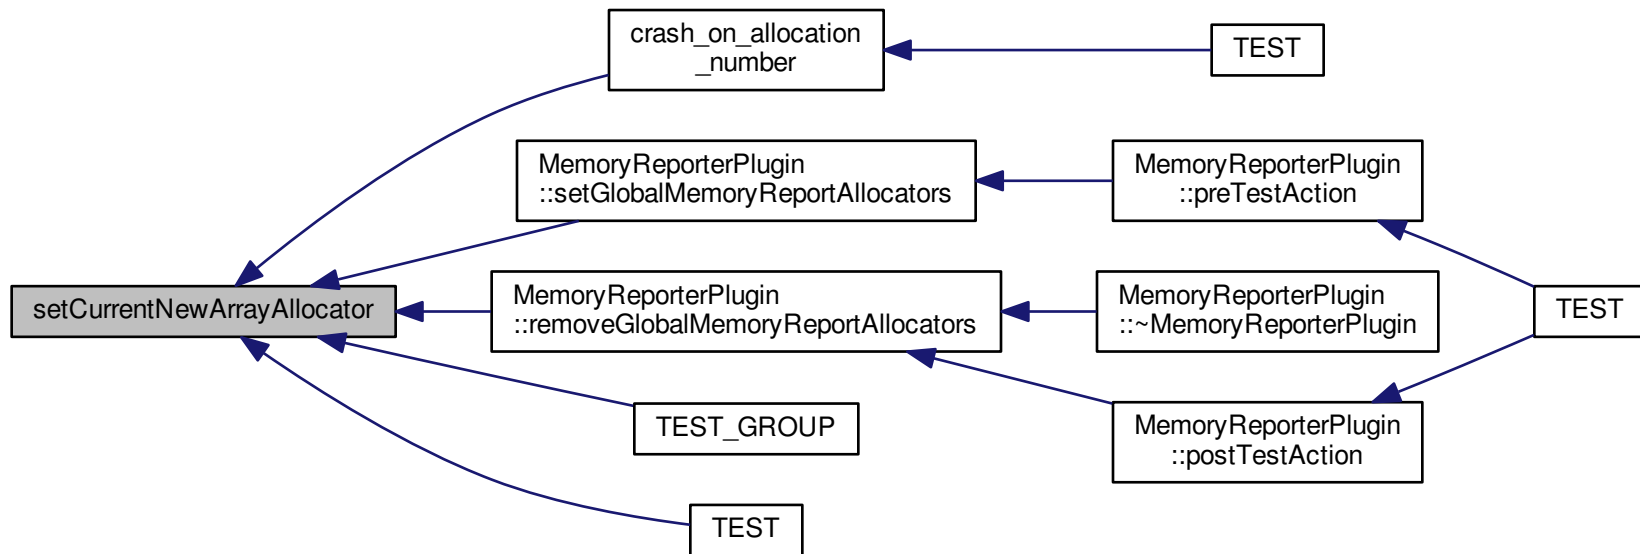 crash_on_allocation
_number
TEST
MemoryReporterPlugin
::setGlobalMemoryReportAllocators
MemoryReporterPlugin
::preTestAction
setCurrentNewArrayAllocator
MemoryReporterPlugin
::removeGlobalMemoryReportAllocators
MemoryReporterPlugin
::~MemoryReporterPlugin
TEST
TEST_GROUP
MemoryReporterPlugin
::postTestAction
TEST